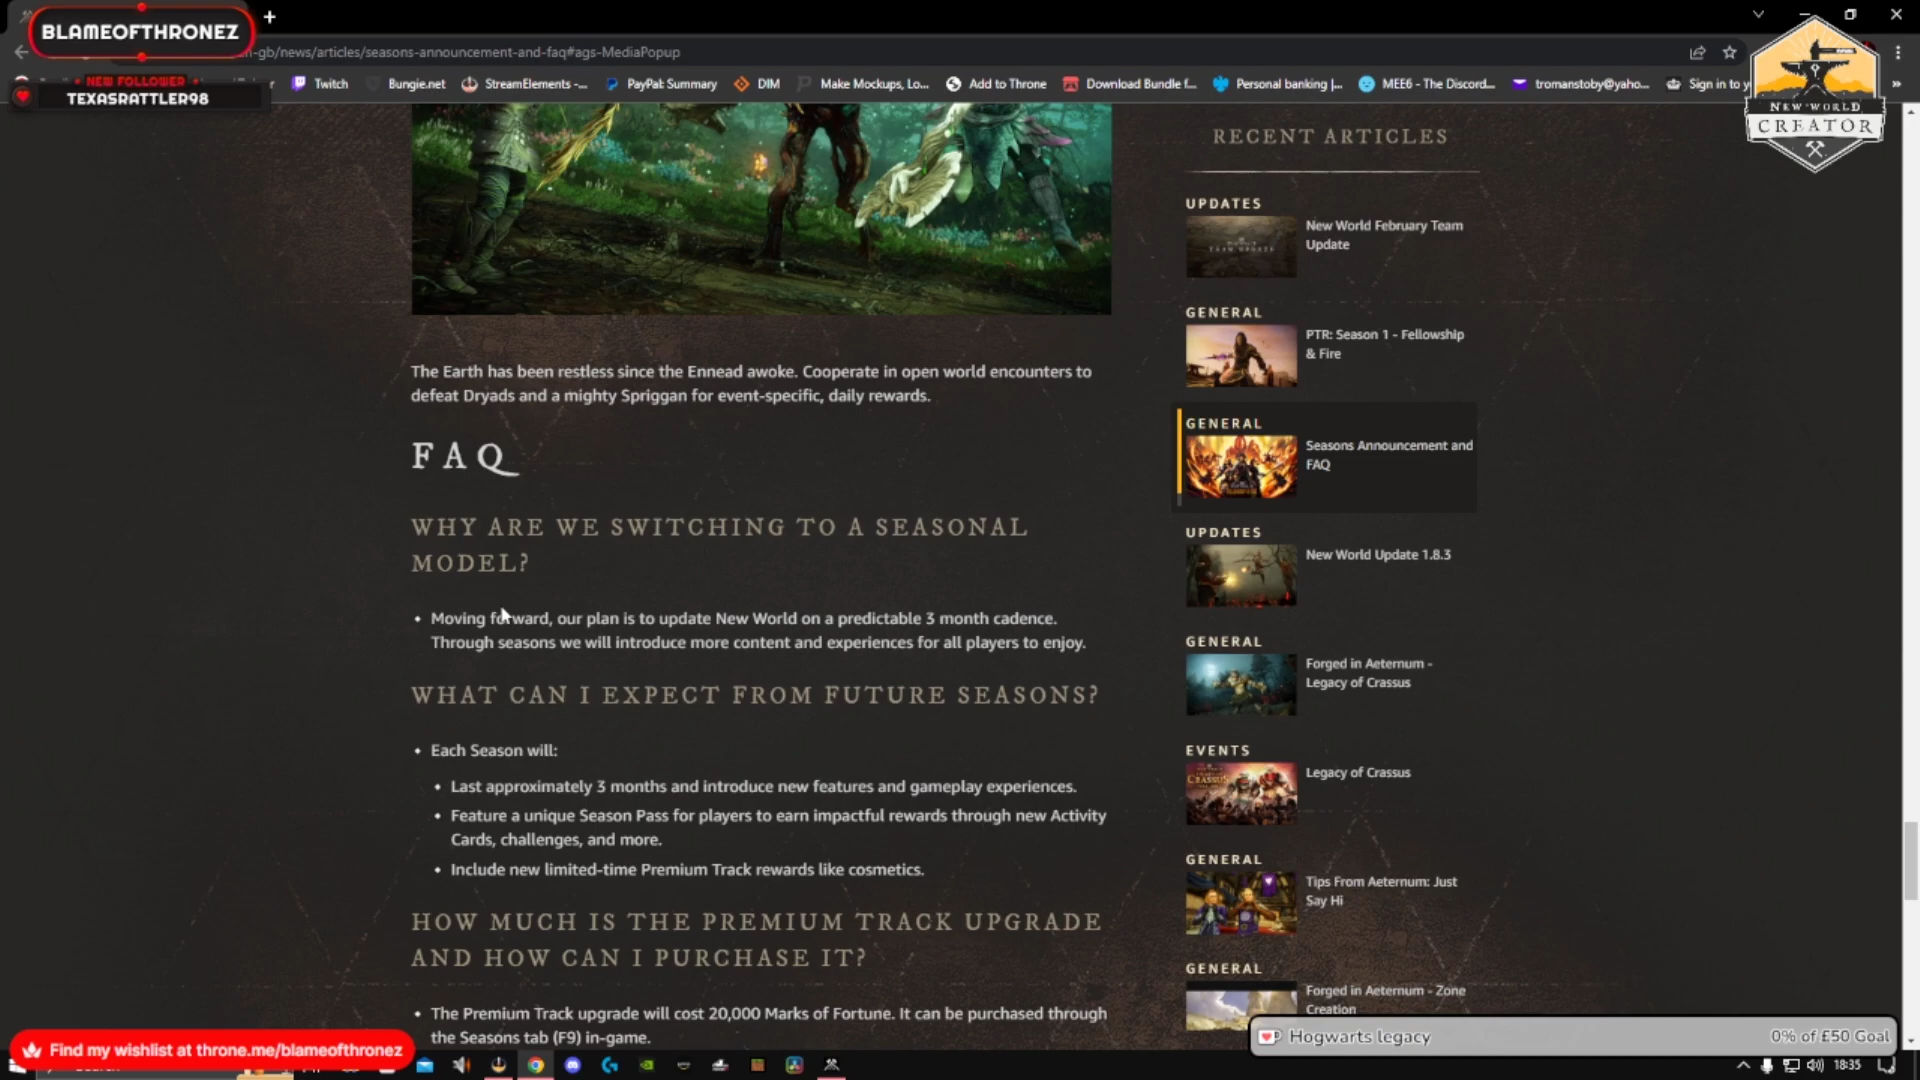 BLAMEOFTHRONEZ
NEW FOLLOWER
TEXASRATTLER98
-gb/news/articles/seasons-announcement-and-faq#ags-MediaPopup
Twitch
Bungie.net
StreamElements -...
PayPal: Summary
DIM
Make Mockups, Lo...
Add to Throne
Download Bundle f...
Personal banking |...
MEE6 - The Discord...
tromanstoby@yaho...
Sign in to y
»
NEW WORLD
CREATOR
The Earth has been restless since the Ennead awoke. Cooperate in open world encounters to
defeat Dryads and a mighty Spriggan for event-specific, daily rewards.
FAQ
WHY ARE WE SWITCHING TO A SEASONAL
MODEL?
• Moving forward, our plan is to update New World on a predictable 3 month cadence.
Through seasons we will introduce more content and experiences for all players to enjoy.
WHAT CAN I EXPECT FROM FUTURE SEASONS?
• Each Season will:
• Last approximately 3 months and introduce new features and gameplay experiences.
• Feature a unique Season Pass for players to earn impactful rewards through new Activity
Cards, challenges, and more.
• Include new limited-time Premium Track rewards like cosmetics.
HOW MUCH IS THE PREMIUM TRACK UPGRADE
AND HOW CAN I PURCHASE IT?
• The Premium Track upgrade will cost 20,000 Marks of Fortune. It can be purchased through
the Seasons tab (F9) in-game.
RECENT ARTICLES
UPDATES
New World February Team
Update
TEAM UPDATE
GENERAL
PTR: Season 1 - Fellowship
& Fire
GENERAL
Seasons Announcement and
FAQ
UPDATES
New World Update 1.8.3
GENERAL
Forged in Aeternum -
Legacy of Crassus
EVENTS
Legacy of Crassus
CRASSUS
GENERAL
Tips From Aeternum: Just
Say Hi
GENERAL
Forged in Aeternum - Zone
Creation
Find my wishlist at throne.me/blameofthronez
Hogwarts legacy
0% of £50 Goal
18:35